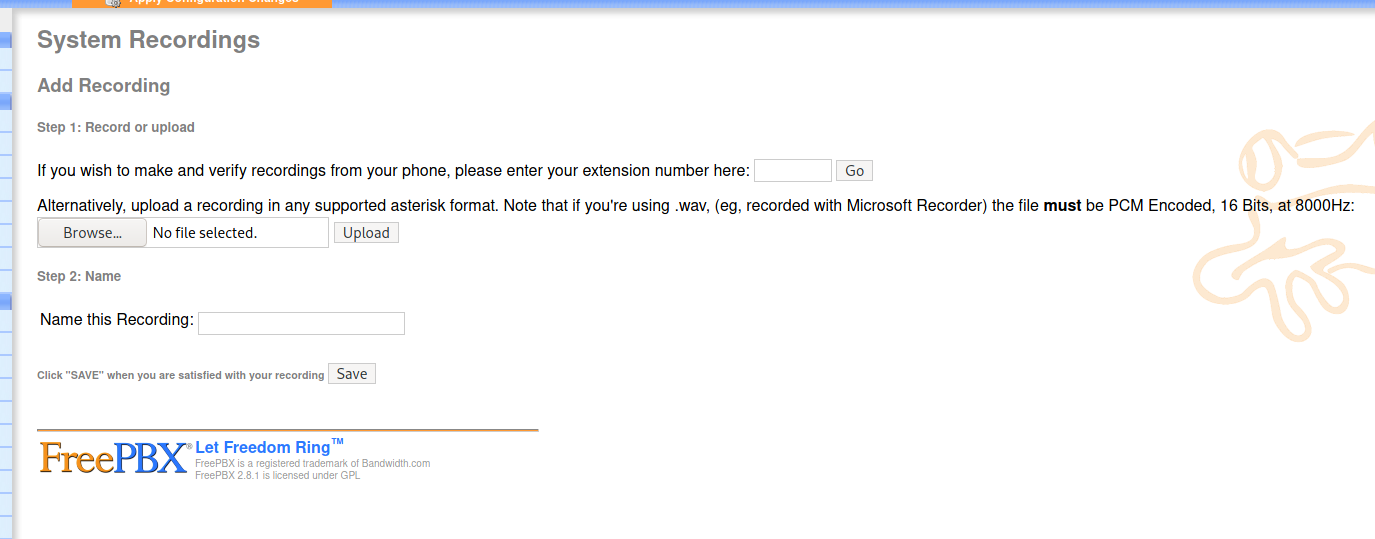 Apply Configuration Changes
System Recordings
Add Recording
Step 1: Record or upload
If you wish to make and verify recordings from your phone, please enter your extension number here: Go
Alternatively, upload a recording in any supported asterisk format. Note that if you're using .wav, (eg, recorded with Microsoft Recorder) the file must be PCM Encoded, 16 Bits, at 8000Hz:
Browse... No file selected. Upload
Step 2: Name
Name this Recording:
Click "SAVE" when you are satisfied with your recording Save
FreePBX® Let Freedom Ring™
FreePBX is a registered trademark of Bandwidth.com
FreePBX 2.8.1 is licensed under GPL